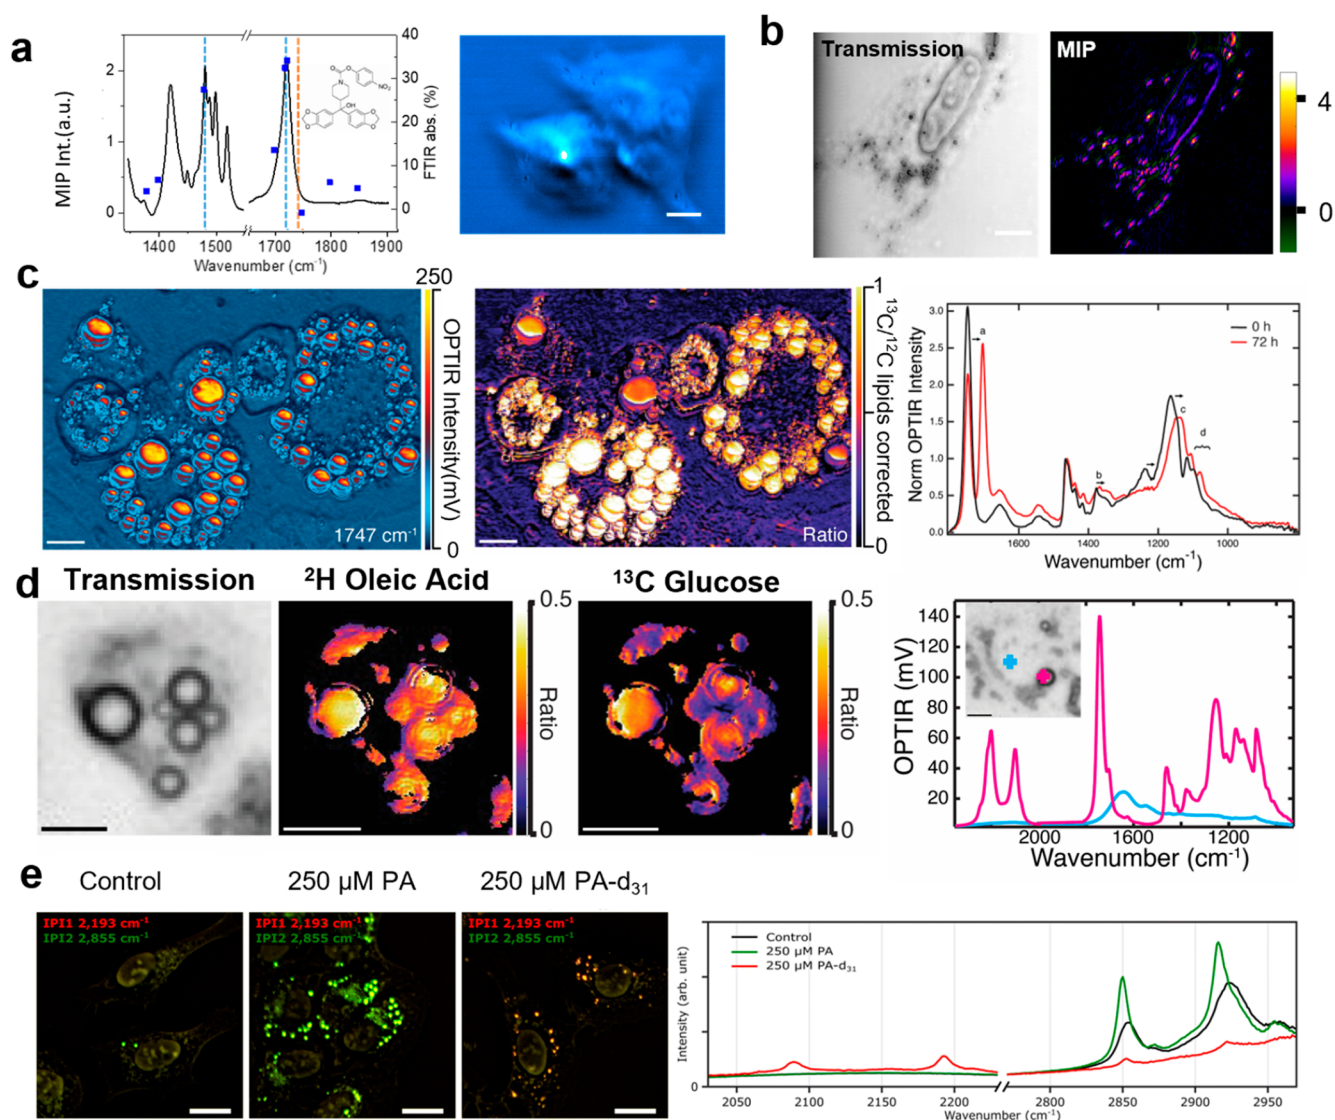 a
MIP Int.(a.u.)
2
1
0
1400
1500
1700
1800
1900
Wavenumber (cm⁻¹)
40
30
20
10
0
FTIR abs. (%)
O
O
NO₂
N
OH
O
O
O
O
b
Transmission
MIP
4
0
c
1747 cm⁻¹
250
OPTIR Intensity(mV)
0
Ratio
1
¹³C/¹²C lipids corrected
0
Norm OPTIR Intensity
3.0
2.5
2.0
1.5
1.0
0.5
0.0
0 h
72 h
a
b
c
d
1600
1400
1200
1000
Wavenumber (cm⁻¹)
d
Transmission
²H Oleic Acid
0.5
Ratio
0
¹³C Glucose
0.5
Ratio
0
OPTIR (mV)
140
120
100
80
60
40
20
2000
1600
1200
Wavenumber (cm⁻¹)
e
Control
250 µM PA
250 µM PA-d₃₁
IPI1 2,193 cm⁻¹
IPI2 2,855 cm⁻¹
IPI1 2,193 cm⁻¹
IPI2 2,855 cm⁻¹
IPI1 2,193 cm⁻¹
IPI2 2,855 cm⁻¹
Intensity (arb. unit)
0
Control
250 µM PA
250 µM PA-d₃₁
2050
2100
2150
2200
2800
2850
2900
2950
Wavenumber (cm⁻¹)